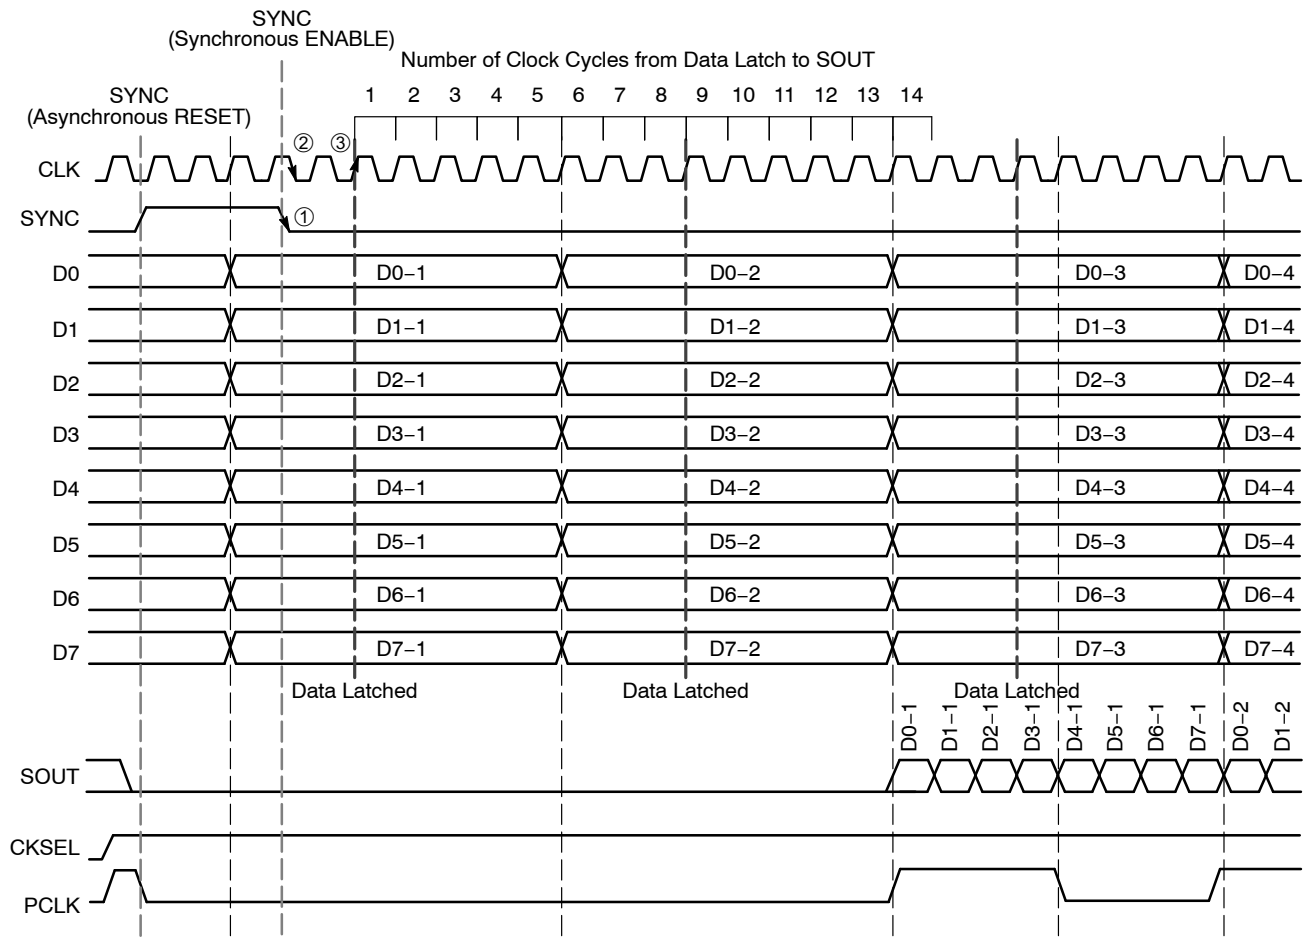 SYNC
(Synchronous ENABLE)
Number of Clock Cycles from Data Latch to SOUT
SYNC
(Asynchronous RESET)
1 2 3 4 5 6 7 8 9 10 11 12 13 14
② ③
CLK
SYNC ①
D0 D0–1 D0–2 D0–3 D0–4
D1 D1–1 D1–2 D1–3 D1–4
D2 D2–1 D2–2 D2–3 D2–4
D3 D3–1 D3–2 D3–3 D3–4
D4 D4–1 D4–2 D4–3 D4–4
D5 D5–1 D5–2 D5–3 D5–4
D6 D6–1 D6–2 D6–3 D6–4
D7 D7–1 D7–2 D7–3 D7–4
Data Latched Data Latched Data Latched
D0–1 D1–1 D2–1 D3–1 D4–1 D5–1 D6–1 D7–1 D0–2 D1–2
SOUT
CKSEL
PCLK